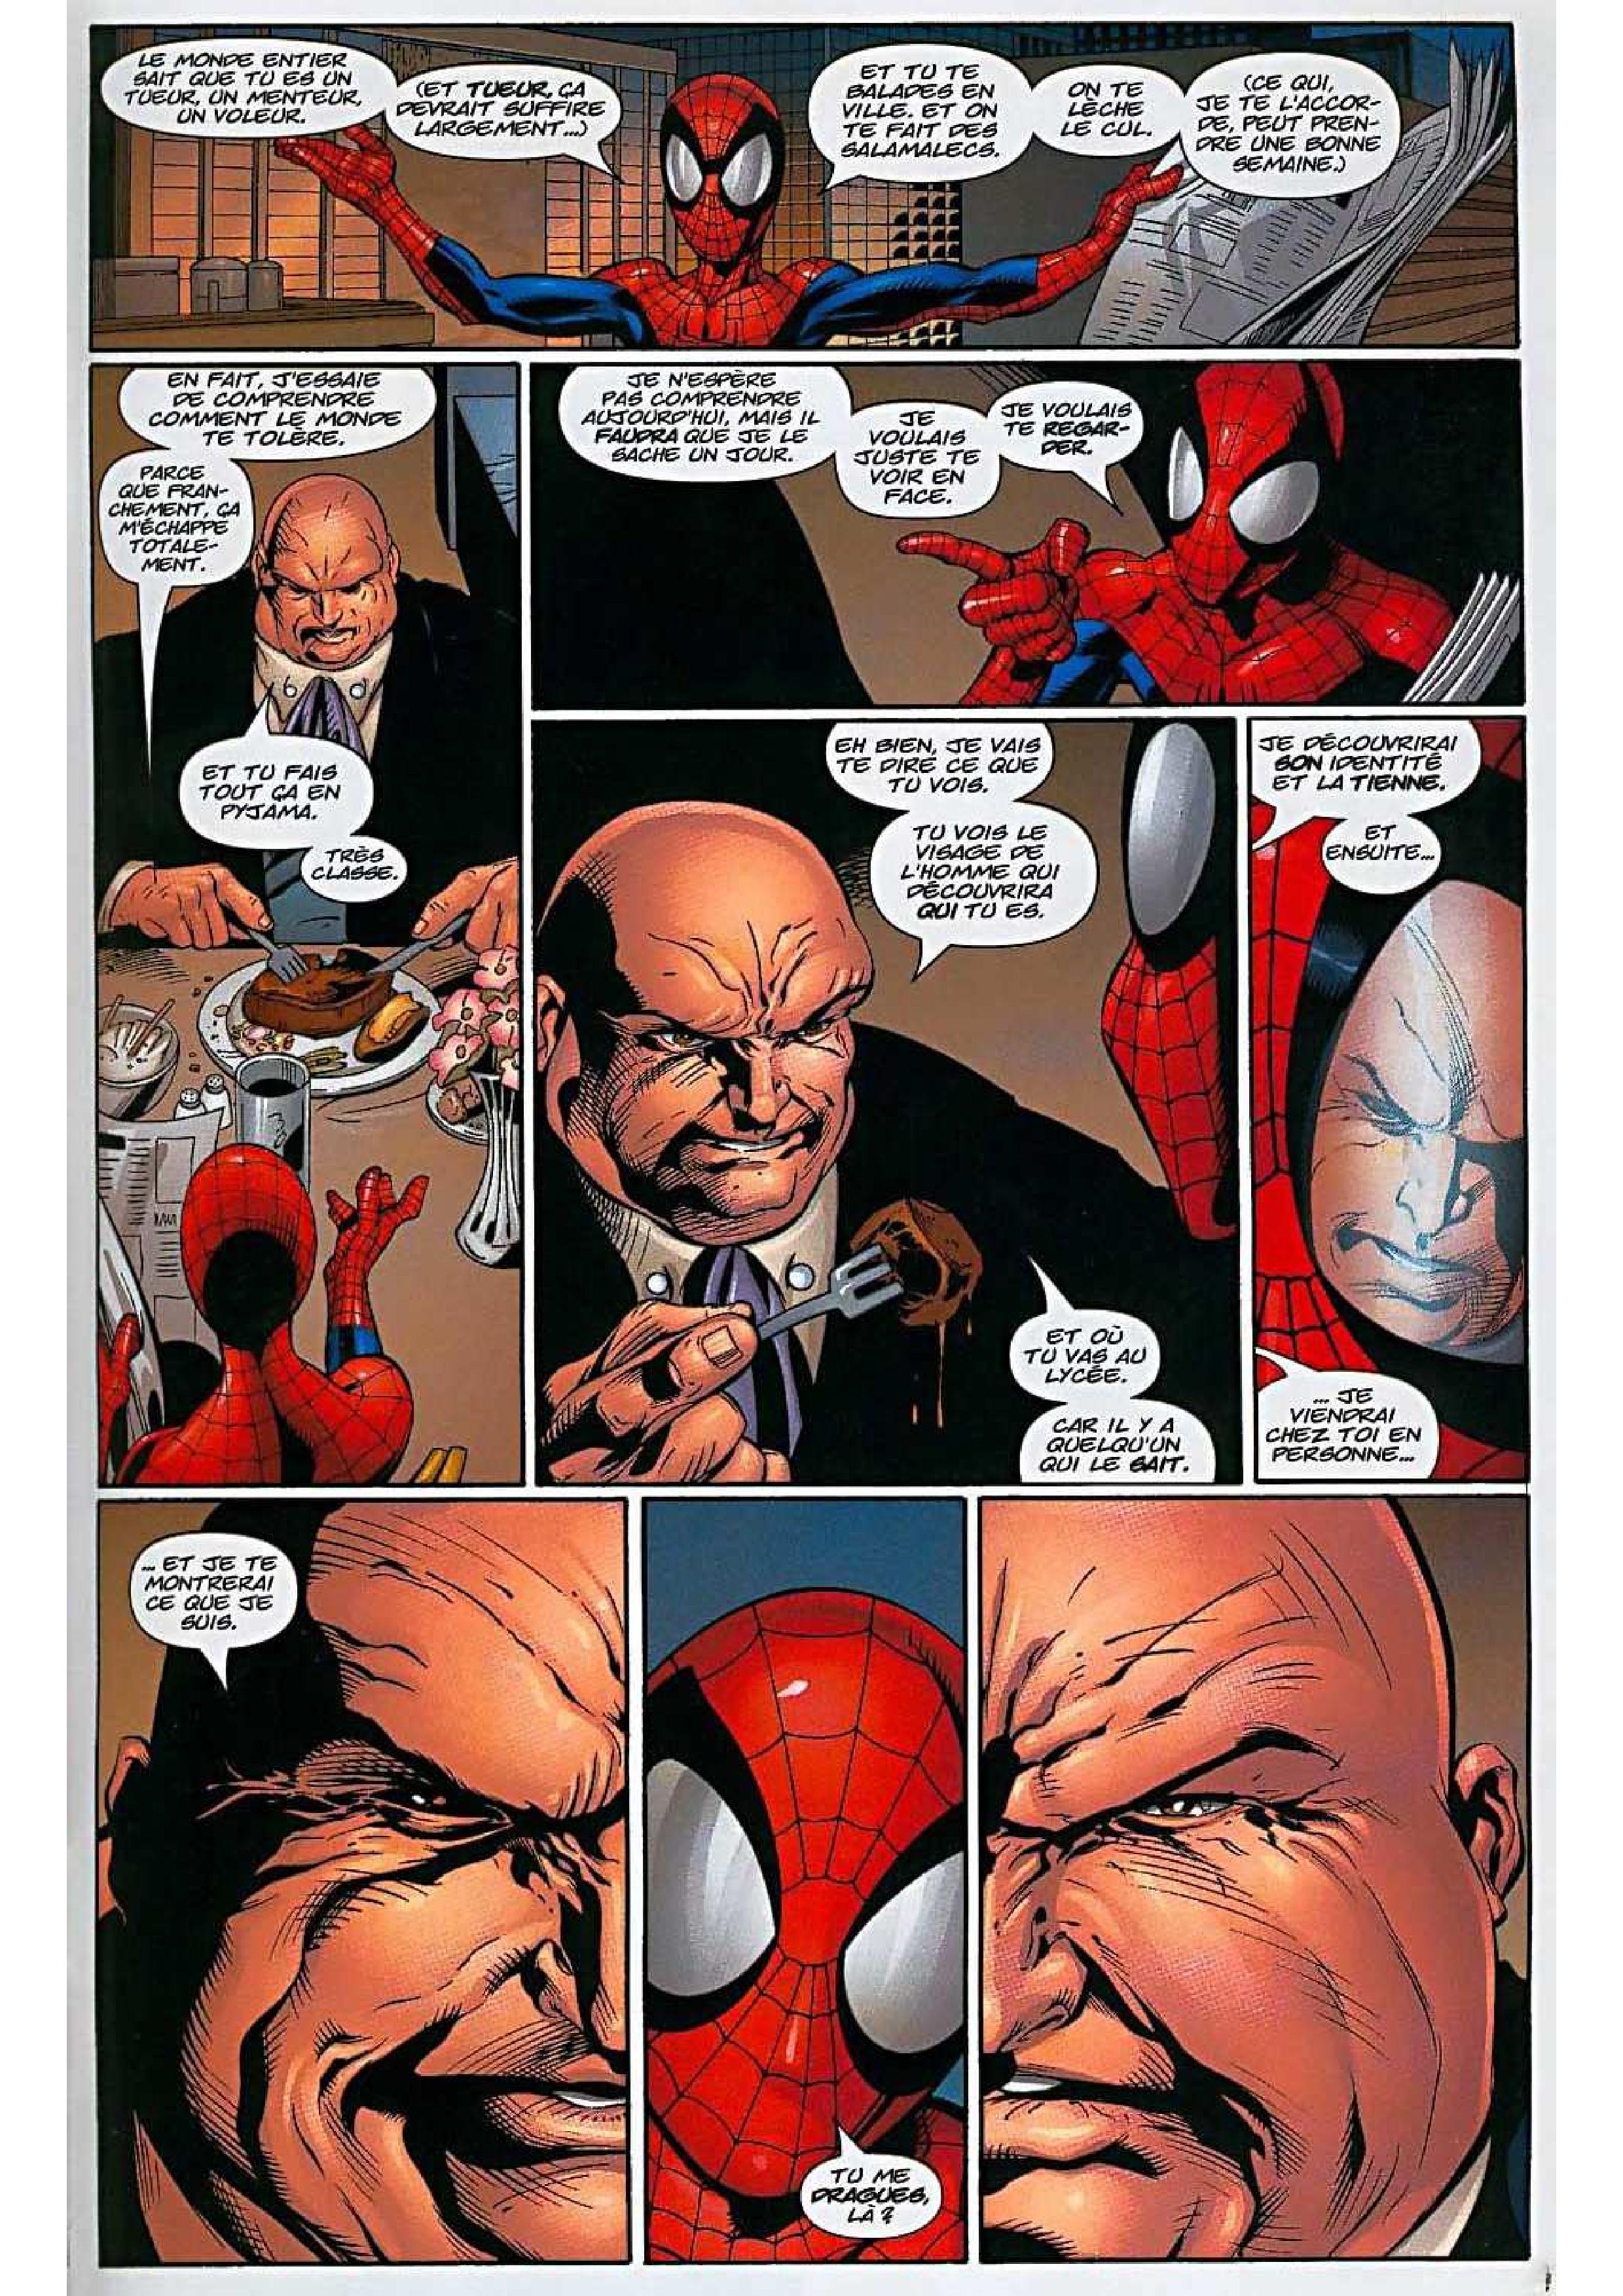 LE MONDE ENTIER
SAIT QUE TU ES UN
TUEUR, UN MENTEUR,
UN VOLEUR.
(ET TUEUR, ÇA
DEVRAIT SUFFIRE
LARGEMENT...)
ET TU TE
BALADES EN
VILLE. ET ON
TE FAIT DES
SALAMALECS.
ON TE
LÈCHE
LE CUL.
(CE QUI,
JE TE L'ACCOR-
DE, PEUT PREN-
DRE UNE BONNE
SEMAINE.)
EN FAIT, J'ESSAIE
DE COMPRENDRE
COMMENT LE MONDE
TE TOLÈRE.
PARCE
QUE FRAN-
CHEMENT, ÇA
M'ÉCHAPPE
TOTALE-
MENT.
ET TU FAIS
TOUT ÇA EN
PYJAMA.
TRÈS
CLASSE.
JE N'ESPÈRE
PAS COMPRENDRE
AUJOURD'HUI, MAIS IL
FAUDRA QUE JE LE
SACHE UN JOUR.
JE
VOULAIS
JUSTE TE
VOIR EN
FACE.
JE VOULAIS
TE REGAR-
DER.
EH BIEN, JE VAIS
TE DIRE CE QUE
TU VOIS.
TU VOIS LE
VISAGE DE
L'HOMME QUI
DÉCOUVRIRA
QUI TU ES.
ET OÙ
TU VAS AU
LYCÉE.
CAR IL Y A
QUELQU'UN
QUI LE SAIT.
JE DÉCOUVRIRAI
SON IDENTITÉ
ET LA TIENNE.
ET
ENSUITE...
... JE
VIENDRAI
CHEZ TOI EN
PERSONNE...
... ET JE TE
MONTRERAI
CE QUE JE
SUIS.
TU ME
DRAGUES,
LÀ ?